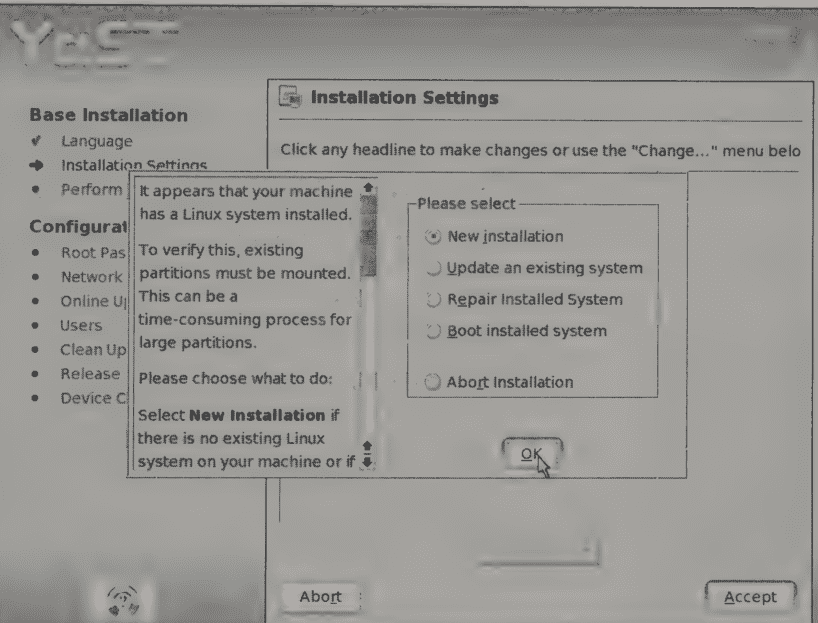 YaST
Base Installation
Language
Installation Settings
Perform
Configurat
Root Pas
Network
Online Up
Users
Clean Up
Release
Device C
Installation Settings
Click any headline to make changes or use the "Change..." menu belo
It appears that your machine
has a Linux system installed.
To verify this, existing
partitions must be mounted.
This can be a
time-consuming process for
large partitions.
Please choose what to do:
Select New Installation if
there is no existing Linux
system on your machine or if
Please select
New installation
Update an existing system
Repair Installed System
Boot installed system
Abort Installation
OK
Abort
Accept